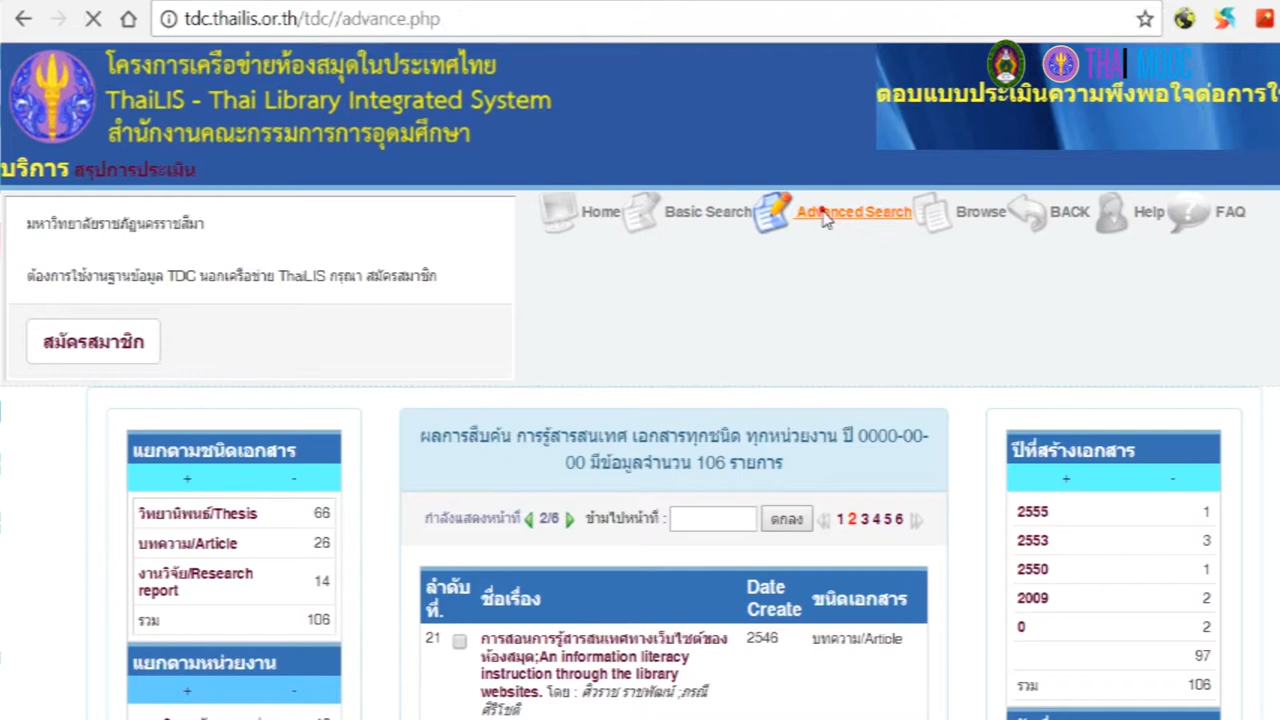 tdc.thailis.or.th/tdc//advance.php
โครงการเครือข่ายห้องสมุดในประเทศไทย
ThaiLIS - Thai Library Integrated System
สำนักงานคณะกรรมการการอุดมศึกษา
THAI MOOC
ตอบแบบประเมินความพึงพอใจต่อการใ
บริการ สรุปการประเมิน
Home Basic Search Advanced Search Browse BACK Help FAQ
มหาวิทยาลัยราชภัฏนครราชสีมา
ต้องการใช้งานฐานข้อมูล TDC นอกเครือข่าย ThaiLIS กรุณา สมัครสมาชิก
สมัครสมาชิก
แยกตามชนิดเอกสาร
+ -
วิทยานิพนธ์/Thesis 66
บทความ/Article 26
งานวิจัย/Research
report 14
รวม 106
แยกตามหน่วยงาน
+ -
ผลการสืบค้น การรู้สารสนเทศ เอกสารทุกชนิด ทุกหน่วยงาน ปี 0000-00-
00 มีข้อมูลจำนวน 106 รายการ
กำลังแสดงหน้าที่ 2/6 ข้ามไปหน้าที่ : ตกลง 1 2 3 4 5 6
ลำดับ
ที่. ชื่อเรื่อง Date
Create ชนิดเอกสาร
21 การสอนการรู้สารสนเทศทางเว็บไซต์ของ 2546 บทความ/Article
ห้องสมุด;An information literacy
instruction through the library
websites. โดย : ศิวราช ราชพัฒน์ ;ภรณี
ศิริโชติ
ปีที่สร้างเอกสาร
+ -
2555 1
2553 3
2550 1
2009 2
0 2
97
รวม 106